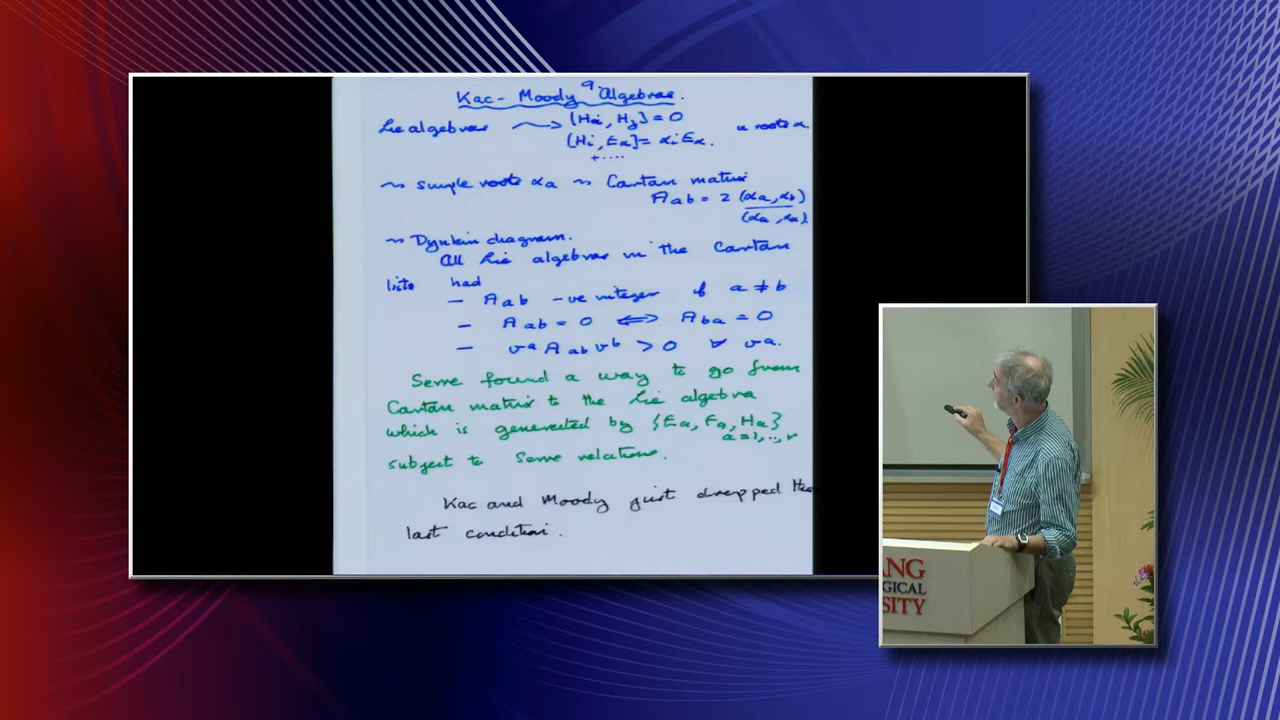 9.
Kac-Moody Algebras.
Lie algebras ⟿ [Hi, Hj] = 0
[Hi, Eα] = αi Eα. roots α.
+....
~ simple roots αa ~ Cartan matrix
Aab = 2 (αa, αb)
(αa, αa).
~ Dynkin diagram.
All Lie algebras in the Cartan
lists had
- Aab -ve integer if a ≠ b
- Aab = 0 ⟺ Aba = 0
- va Aab vb > 0 ∀ va.
Serre found a way to go from
Cartan matrix to the Lie algebra
which is generated by {Ea, Fa, Ha}
a=1,..,r
subject to Serre relations.
Kac and Moody just dropped the
last condition.
ANG
GICAL
SITY